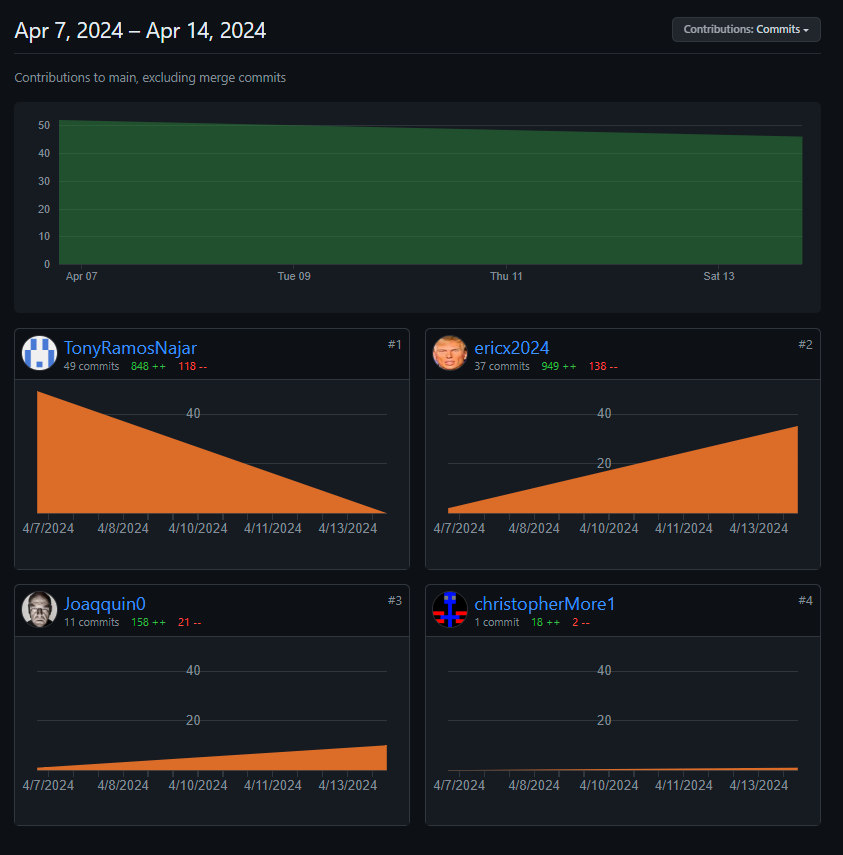 Apr 7, 2024 – Apr 14, 2024
Contributions: Commits
Contributions to main, excluding merge commits
50
40
30
20
10
0
Apr 07 Tue 09 Thu 11 Sat 13
TonyRamosNajar #1
49 commits 848 ++ 118 --
40
4/7/2024 4/8/2024 4/10/2024 4/11/2024 4/13/2024
ericx2024 #2
37 commits 949 ++ 138 --
40
20
4/7/2024 4/8/2024 4/10/2024 4/11/2024 4/13/2024
Joaqquin0 #3
11 commits 158 ++ 21 --
40
20
4/7/2024 4/8/2024 4/10/2024 4/11/2024 4/13/2024
christopherMore1 #4
1 commit 18 ++ 2 --
40
20
4/7/2024 4/8/2024 4/10/2024 4/11/2024 4/13/2024